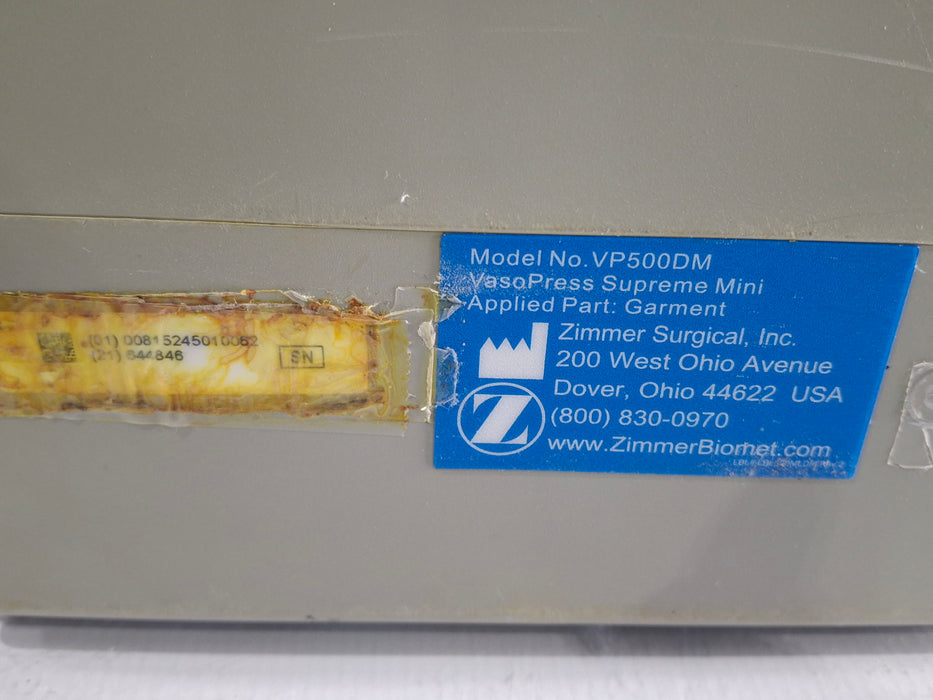 (01) 00815245010062
(21) 644846
SN
Model No. VP500DM
VasoPress Supreme Mini
Applied Part: Garment
Zimmer Surgical, Inc.
200 West Ohio Avenue
Dover, Ohio 44622 USA
Z
(800) 830-0970
www.ZimmerBiomet.com